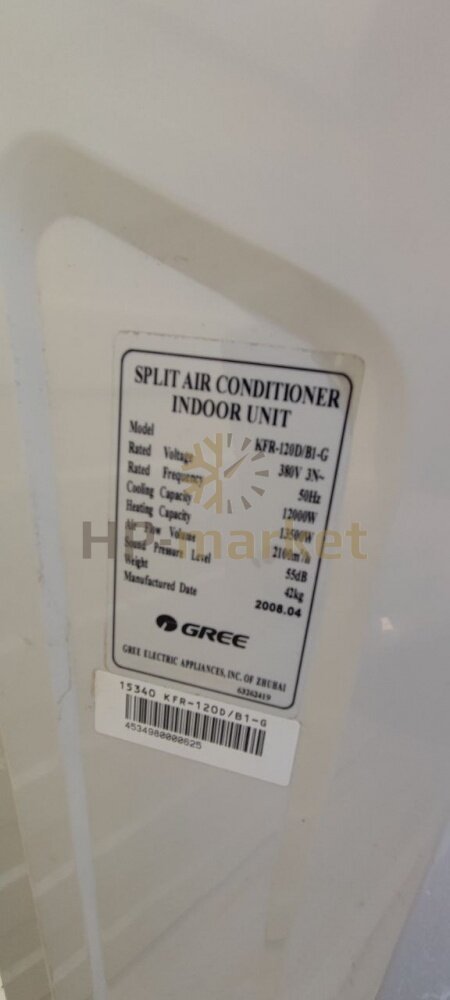 SPLIT AIR CONDITIONER
INDOOR UNIT
Model KFR-120D/B1-G
Rated Voltage 380V 3N~
Rated Frequency 50Hz
Cooling Capacity 12000W
Heating Capacity 13500W
Air Flow Volume 2100m³/h
Sound Pressure Level 55dB
Weight 42kg
Manufactured Date 2008.04
GREE
GREE ELECTRIC APPLIANCES, INC. OF ZHUHAI
63262419
15340 KFR-120D/B1-G
4534980000625
HP-market